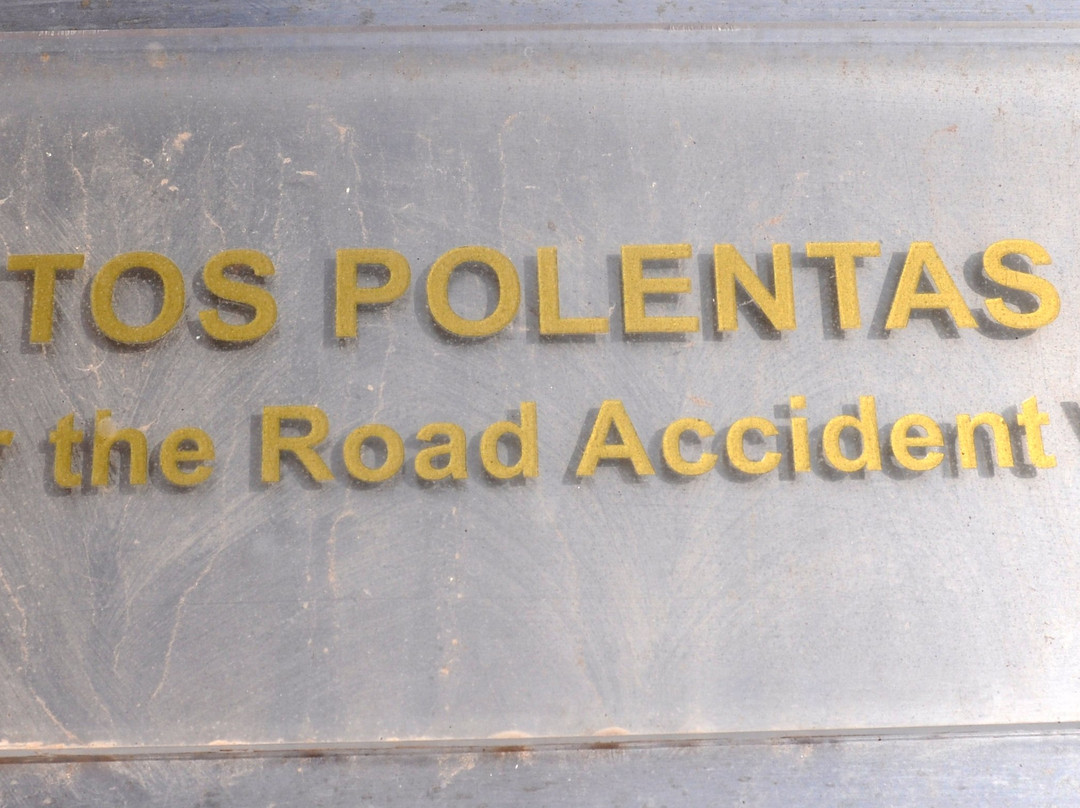 TOS POLENTAS
the Road Accident